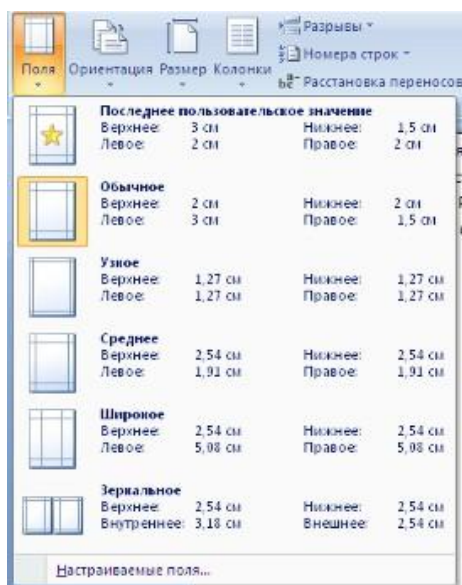 Поля Ориентация Размер Колонки
Разрывы
Номера строк
Расстановка переносов
Последнее пользовательское значение
Верхнее: 3 см Нижнее: 1,5 см
Левое: 2 см Правое: 2 см
Обычное
Верхнее: 2 см Нижнее: 2 см
Левое: 3 см Правое: 1,5 см
Узкое
Верхнее: 1,27 см Нижнее: 1,27 см
Левое: 1,27 см Правое: 1,27 см
Среднее
Верхнее: 2,54 см Нижнее: 2,54 см
Левое: 1,91 см Правое: 1,91 см
Широкое
Верхнее: 2,54 см Нижнее: 2,54 см
Левое: 5,08 см Правое: 5,08 см
Зеркальное
Верхнее: 2,54 см Нижнее: 2,54 см
Внутреннее: 3,18 см Внешнее: 2,54 см
Настраиваемые поля...